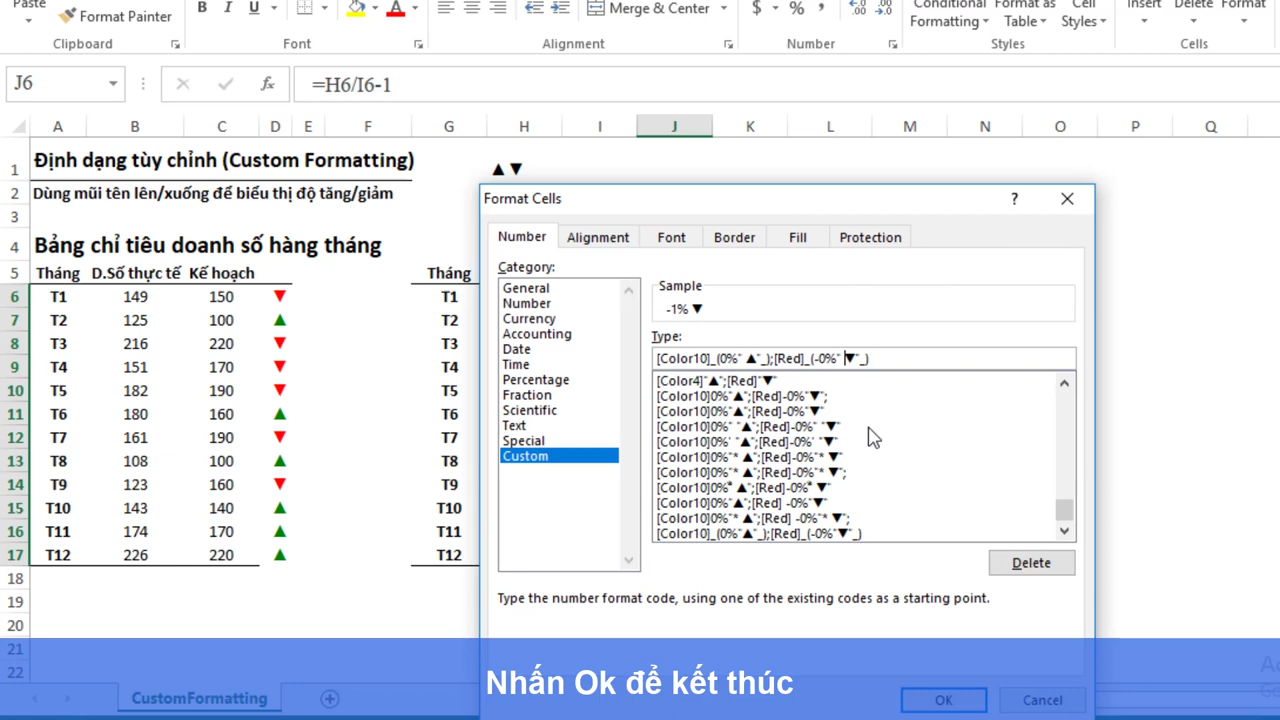 Paste
Format Painter
B I U A
Merge & Center
$ % ,
.00
Conditional Format as Cell Insert Delete Format
Formatting Table Styles
Clipboard Font Alignment Number Styles Cells
J6 fx =H6/I6-1
A B C D E F G H I J K L M N O P Q
1 Định dạng tùy chỉnh (Custom Formatting) ▲▼
2 Dùng mũi tên lên/xuống để biểu thị độ tăng/giảm
3
4 Bảng chỉ tiêu doanh số hàng tháng
5 Tháng D.Số thực tế Kế hoạch Tháng
6 T1 149 150 ▼ T1
7 T2 125 100 ▲ T2
8 T3 216 220 ▼ T3
9 T4 151 170 ▼ T4
10 T5 182 190 ▼ T5
11 T6 180 160 ▲ T6
12 T7 161 190 ▼ T7
13 T8 108 100 ▲ T8
14 T9 123 160 ▼ T9
15 T10 143 140 ▲ T10
16 T11 174 170 ▲ T11
17 T12 226 220 ▲ T12
18
19
20
21
22
Format Cells ?
Number Alignment Font Border Fill Protection
Category:
General
Number
Currency
Accounting
Date
Time
Percentage
Fraction
Scientific
Text
Special
Custom
Sample
-1% ▼
Type:
[Color10]_(0%" ▲"_);[Red]_(-0%" ▼"_)
[Color4]"▲";[Red]"▼"
[Color10]0%"▲";[Red]-0%"▼";
[Color10]0%"▲";[Red]-0%"▼"
[Color10]0%" "▲";[Red]-0%" "▼"
[Color10]0%' "▲";[Red]-0%' "▼"
[Color10]0%"* ▲";[Red]-0%"* ▼"
[Color10]0%"* ▲";[Red]-0%"* ▼";
[Color10]0%* ▲";[Red]-0%* ▼"
[Color10]0%"▲";[Red] -0%"▼"
[Color10]0%"* ▲";[Red] -0%"* ▼";
[Color10]_(0%"▲"_);[Red]_(-0%"▼"_)
Delete
Type the number format code, using one of the existing codes as a starting point.
Nhấn Ok để kết thúc
CustomFormatting
OK Cancel